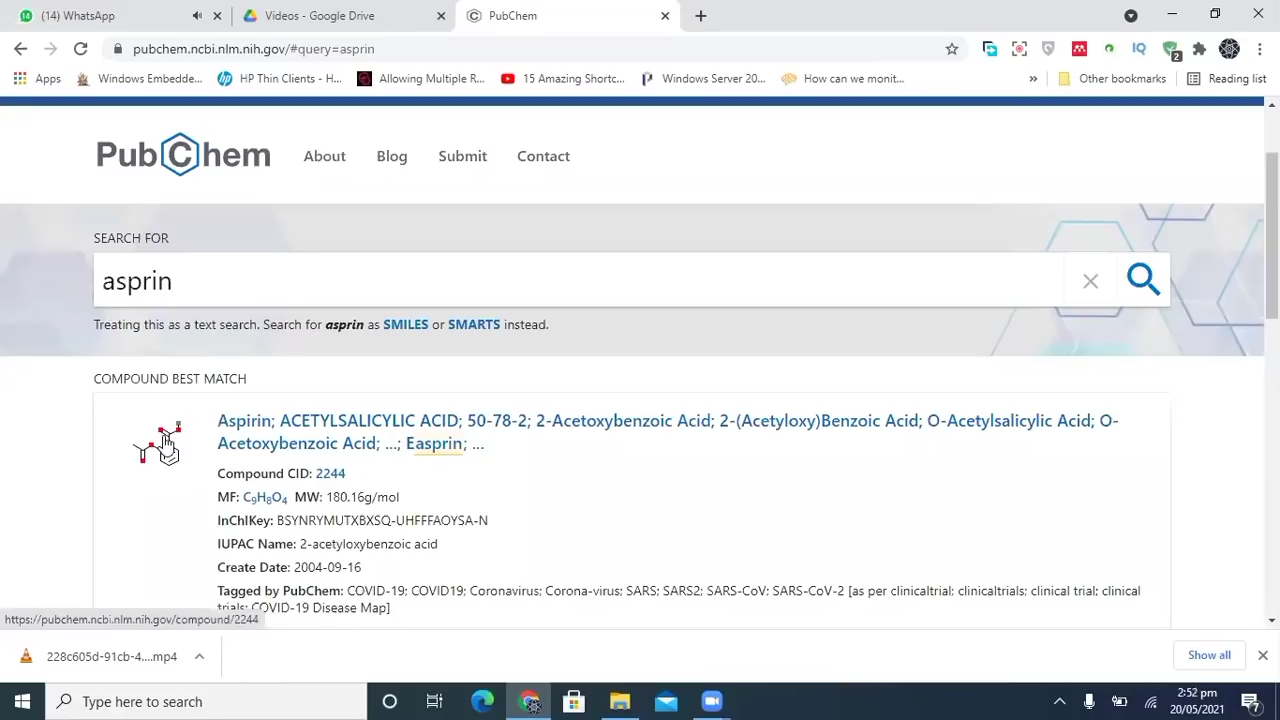 (14) WhatsApp
Videos - Google Drive
PubChem
pubchem.ncbi.nlm.nih.gov/#query=asprin
IQ
2
Apps
Windows Embedde...
HP Thin Clients - H...
Allowing Multiple R...
15 Amazing Shortc...
Windows Server 20...
How can we monit...
»
Other bookmarks
Reading list
PubChem
About
Blog
Submit
Contact
SEARCH FOR
asprin
Treating this as a text search. Search for asprin as SMILES or SMARTS instead.
COMPOUND BEST MATCH
Aspirin; ACETYLSALICYLIC ACID; 50-78-2; 2-Acetoxybenzoic Acid; 2-(Acetyloxy)Benzoic Acid; O-Acetylsalicylic Acid; O-
Acetoxybenzoic Acid; ...; Easprin; ...
Compound CID: 2244
MF: C₉H₈O₄ MW: 180.16g/mol
InChIKey: BSYNRYMUTXBXSQ-UHFFFAOYSA-N
IUPAC Name: 2-acetyloxybenzoic acid
Create Date: 2004-09-16
Tagged by PubChem: COVID-19; COVID19; Coronavirus; Corona-virus; SARS; SARS2; SARS-CoV; SARS-CoV-2 [as per clinicaltrial; clinicaltrials; clinical trial; clinical
trials; COVID-19 Disease Map]
https://pubchem.ncbi.nlm.nih.gov/compound/2244
228c605d-91cb-4....mp4
Show all
Type here to search
2:52 pm
20/05/2021
7